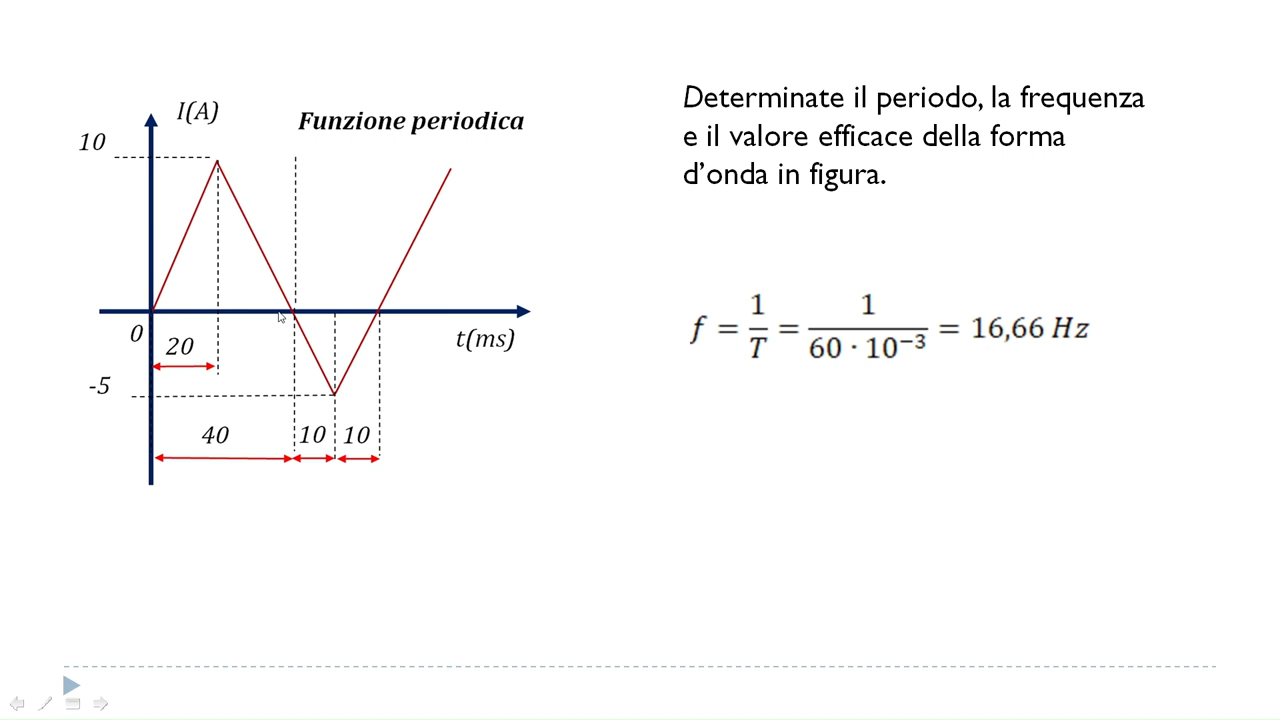 I(A)
Funzione periodica
10
0
20
t(ms)
-5
40
10
10
Determinate il periodo, la frequenza
e il valore efficace della forma
d’onda in figura.
f = 1/T = 1/(60 · 10⁻³) = 16,66 Hz